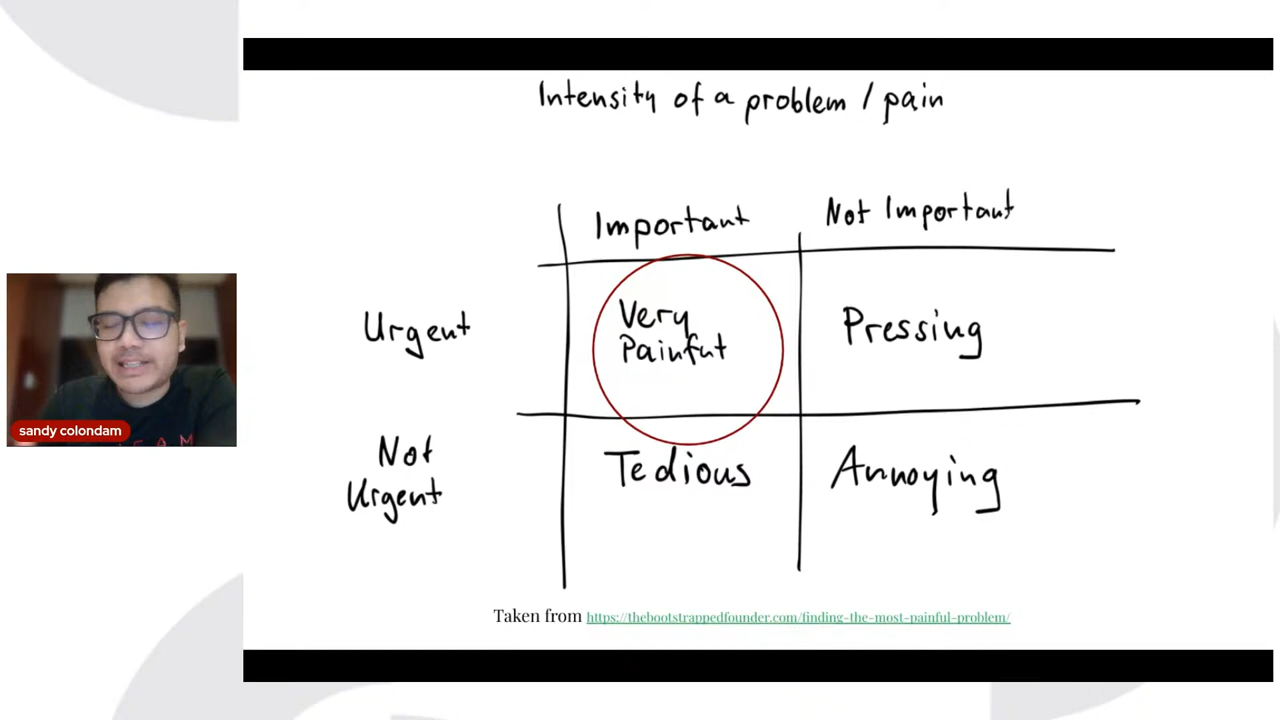 Intensity of a problem / pain
Important
Not Important
Urgent
Very
Painful
Pressing
Not
Urgent
Tedious
Annoying
sandy colondam
Taken from https://thebootstrappedfounder.com/finding-the-most-painful-problem/